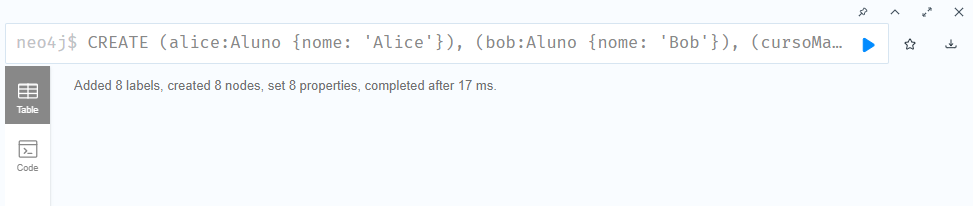 neo4j$ CREATE (alice:Aluno {nome: 'Alice'}), (bob:Aluno {nome: 'Bob'}), (cursoMa…
Table
Added 8 labels, created 8 nodes, set 8 properties, completed after 17 ms.
Code